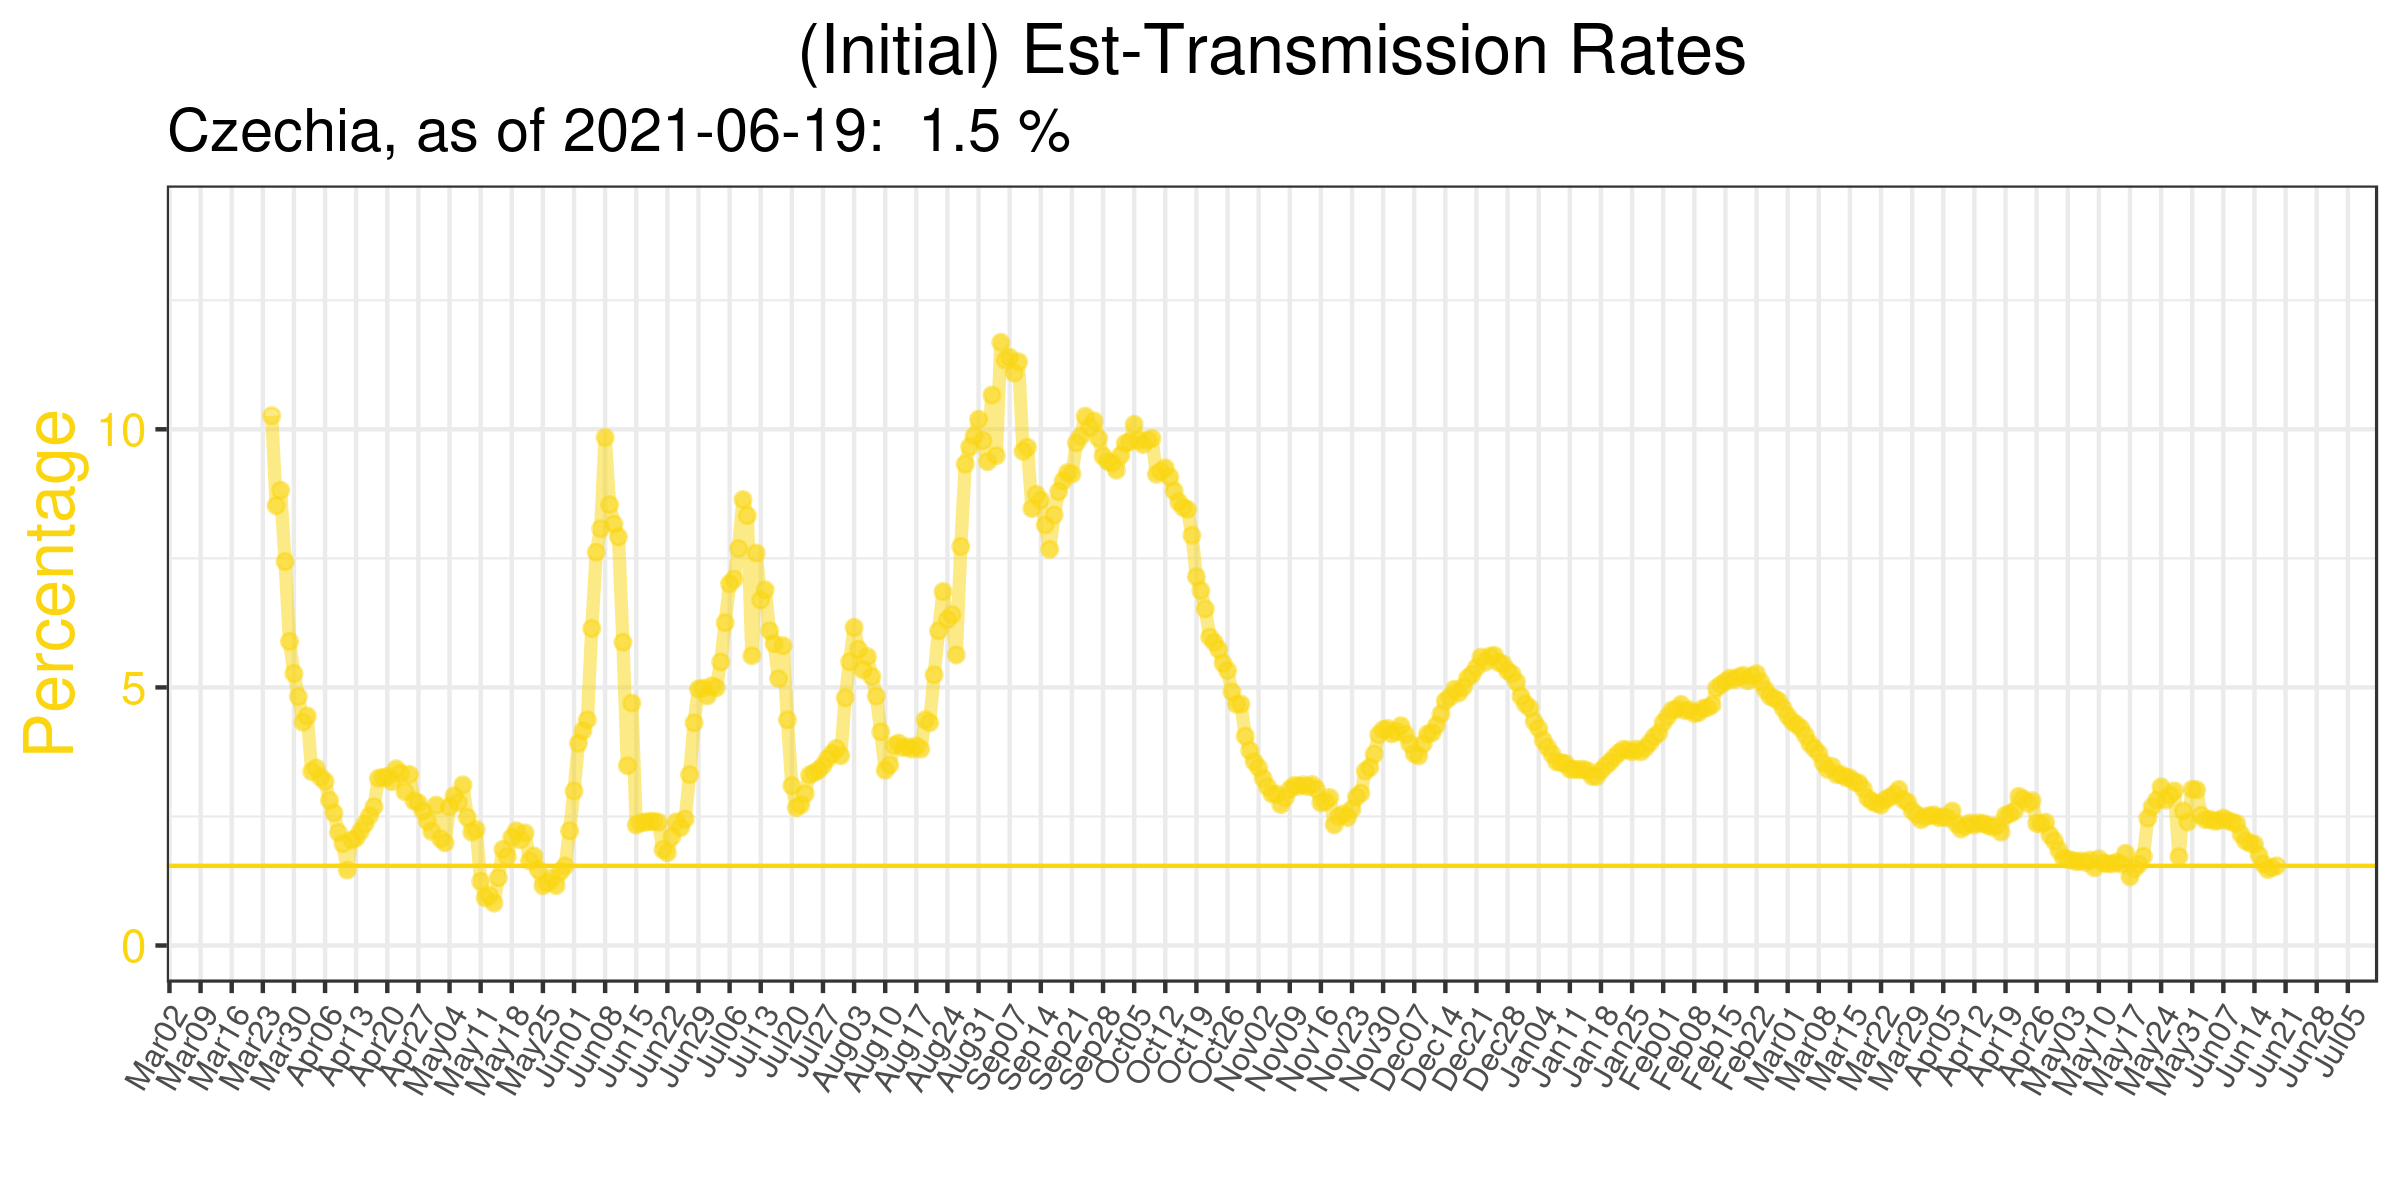 (Initial) Est-Transmission Rates
Czechia, as of 2021-06-19:  1.5 %
Percentage
10
5
0
Mar02
Mar09
Mar16
Mar23
Mar30
Apr06
Apr13
Apr20
Apr27
May04
May11
May18
May25
Jun01
Jun08
Jun15
Jun22
Jun29
Jul06
Jul13
Jul20
Jul27
Aug03
Aug10
Aug17
Aug24
Aug31
Sep07
Sep14
Sep21
Sep28
Oct05
Oct12
Oct19
Oct26
Nov02
Nov09
Nov16
Nov23
Nov30
Dec07
Dec14
Dec21
Dec28
Jan04
Jan11
Jan18
Jan25
Feb01
Feb08
Feb15
Feb22
Mar01
Mar08
Mar15
Mar22
Mar29
Apr05
Apr12
Apr19
Apr26
May03
May10
May17
May24
May31
Jun07
Jun14
Jun21
Jun28
Jul05